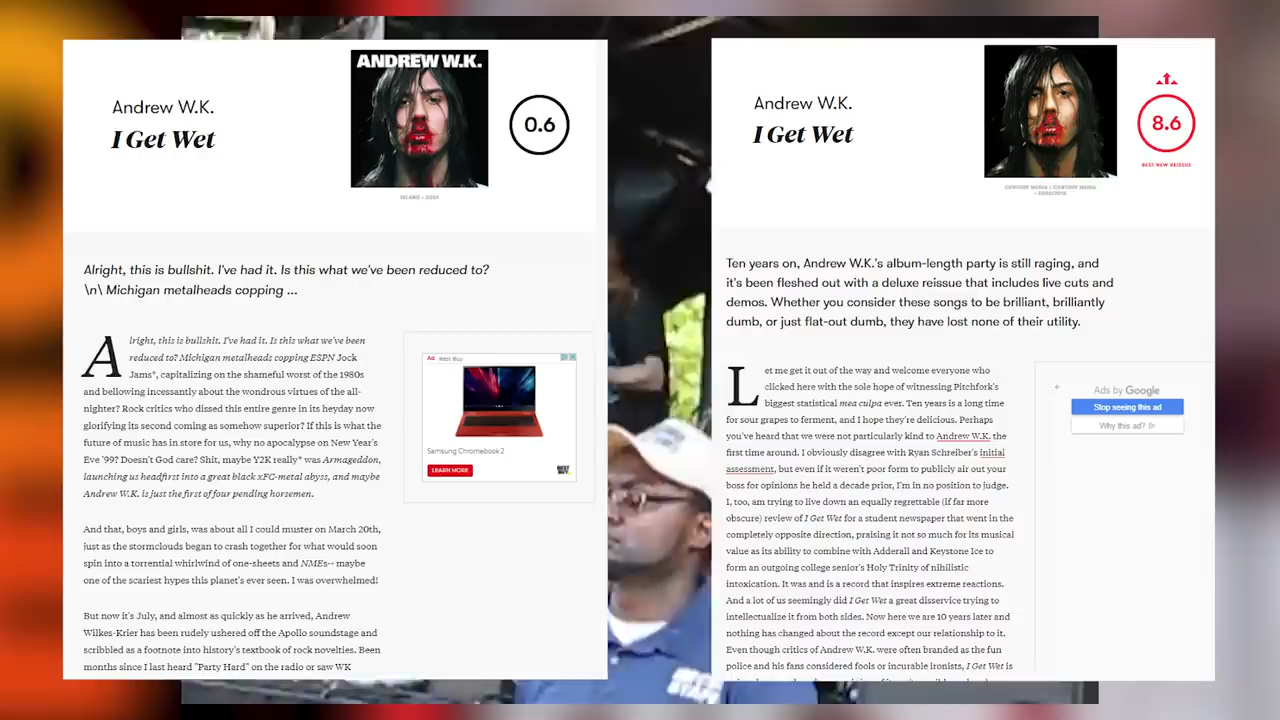 Andrew W.K.
I Get Wet
ANDREW W.K.
0.6
ISLAND • 2001
Alright, this is bullshit. I've had it. Is this what we've been reduced to?
\n\ Michigan metalheads copping ...
Alright, this is bullshit. I've had it. Is this what we've been
reduced to? Michigan metalheads copping ESPN Jock
Jams*, capitalizing on the shameful worst of the 1980s
and bellowing incessantly about the wondrous virtues of the all-
nighter? Rock critics who dissed this entire genre in its heyday now
glorifying its second coming as somehow superior? If this is what the
future of music has in store for us, why no apocalypse on New Year's
Eve '99? Doesn't God care? Shit, maybe Y2K really* was Armageddon,
launching us headfirst into a great black xFC-metal abyss, and maybe
Andrew W.K. is just the first of four pending horsemen.
And that, boys and girls, was about all I could muster on March 20th,
just as the stormclouds began to crash together for what would soon
spin into a torrential whirlwind of one-sheets and NMEs-- maybe
one of the scariest hypes this planet's ever seen. I was overwhelmed!
But now it's July, and almost as quickly as he arrived, Andrew
Wilkes-Krier has been rudely ushered off the Apollo soundstage and
scribbled as a footnote into history's textbook of rock novelties. Been
months since I last heard "Party Hard" on the radio or saw WK
Ad Best Buy
Samsung Chromebook 2
LEARN MORE
BEST BUY
Andrew W.K.
I Get Wet
8.6
BEST NEW REISSUE
CENTURY MEDIA / CENTURY MEDIA
Ten years on, Andrew W.K.'s album-length party is still raging, and
it's been fleshed out with a deluxe reissue that includes live cuts and
demos. Whether you consider these songs to be brilliant, brilliantly
dumb, or just flat-out dumb, they have lost none of their utility.
Let me get it out of the way and welcome everyone who
clicked here with the sole hope of witnessing Pitchfork's
biggest statistical mea culpa ever. Ten years is a long time
for sour grapes to ferment, and I hope they're delicious. Perhaps
you've heard that we were not particularly kind to Andrew W.K. the
first time around. I obviously disagree with Ryan Schreiber's initial
assessment, but even if it weren't poor form to publicly air out your
boss for opinions he held a decade prior, I'm in no position to judge.
I, too, am trying to live down an equally regrettable (if far more
obscure) review of I Get Wet for a student newspaper that went in the
completely opposite direction, praising it not so much for its musical
value as its ability to combine with Adderall and Keystone Ice to
form an outgoing college senior's Holy Trinity of nihilistic
intoxication. It was and is a record that inspires extreme reactions.
And a lot of us seemingly did I Get Wet a great disservice trying to
intellectualize it from both sides. Now here we are 10 years later and
nothing has changed about the record except our relationship to it.
Even though critics of Andrew W.K. were often branded as the fun
police and his fans considered fools or incurable ironists, I Get Wet is
Ads by Google
Stop seeing this ad
Why this ad?